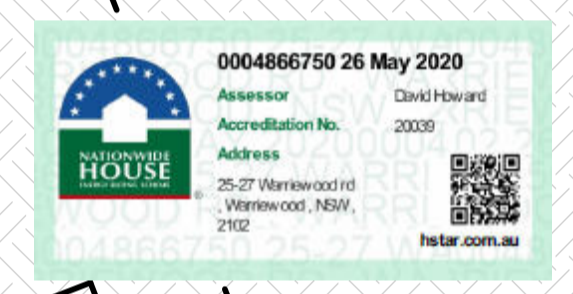 0004866750 26 May 2020
Assessor David Howard
Accreditation No. 20039
Address
25-27 Warriewood rd
, Warriewood , NSW ,
2102
NATIONWIDE
HOUSE
ENERGY RATING SCHEME
®
hstar.com.au